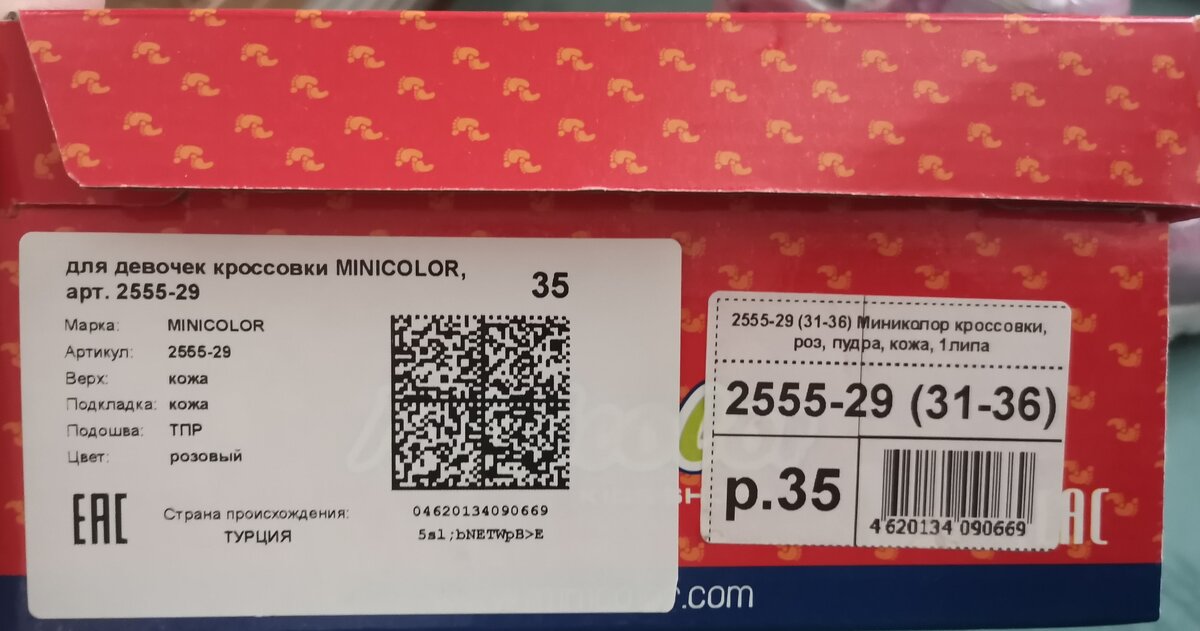 для девочек кроссовки MINICOLOR,
арт. 2555-29
35
Марка: MINICOLOR
Артикул: 2555-29
Верх: кожа
Подкладка: кожа
Подошва: ТПР
Цвет: розовый
EAC
Страна происхождения:
ТУРЦИЯ
04620134090669
5sl;bNETWpB>E
2555-29 (31-36) Миниколор кроссовки,
роз, пудра, кожа, 1липа
2555-29 (31-36)
р.35
4 620134 090669
.com